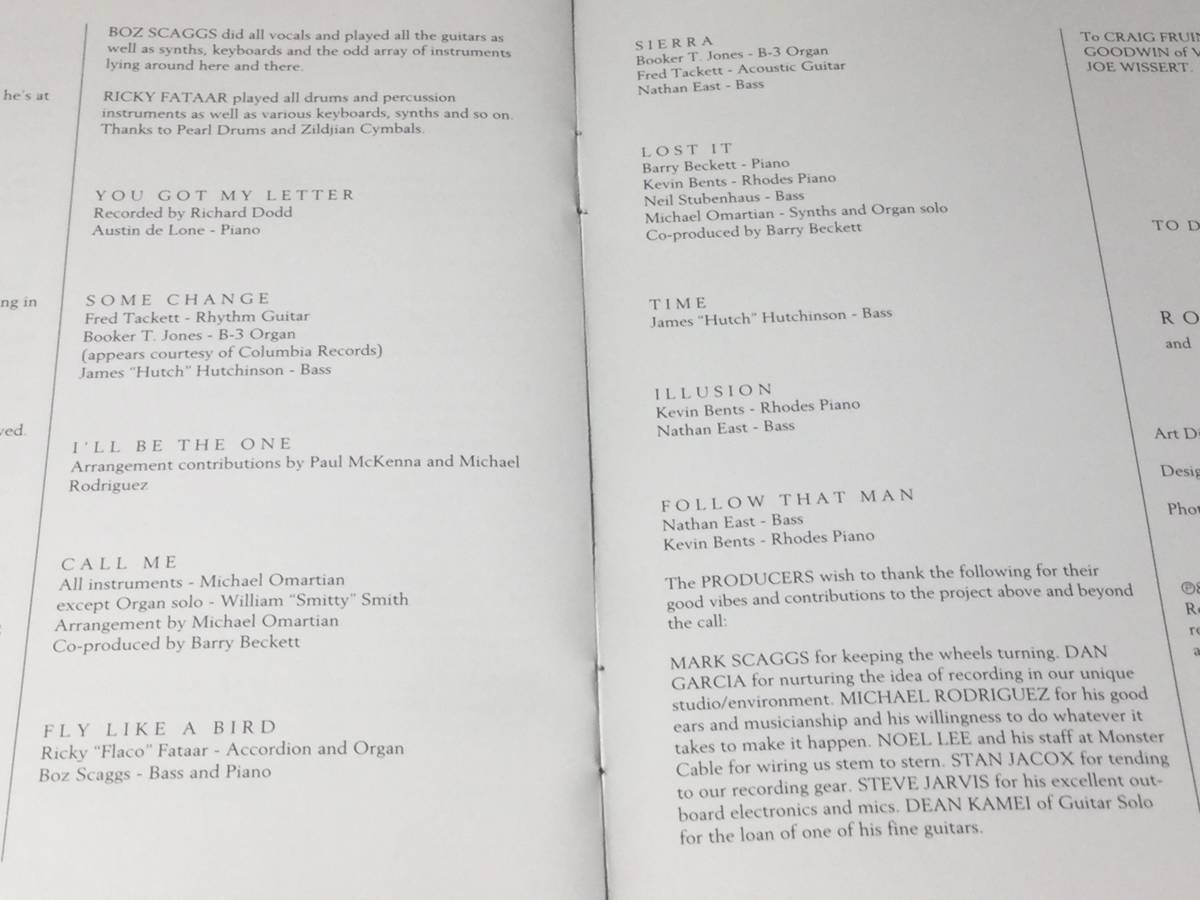 he's at
ng in
ved.
BOZ SCAGGS did all vocals and played all the guitars as
well as synths, keyboards and the odd array of instruments
lying around here and there.
RICKY FATAAR played all drums and percussion
instruments as well as various keyboards, synths and so on.
Thanks to Pearl Drums and Zildjian Cymbals.
YOU GOT MY LETTER
Recorded by Richard Dodd
Austin de Lone - Piano
SOME CHANGE
Fred Tackett - Rhythm Guitar
Booker T. Jones - B-3 Organ
(appears courtesy of Columbia Records)
James “Hutch” Hutchinson - Bass
I'LL BE THE ONE
Arrangement contributions by Paul McKenna and Michael
Rodriguez
CALL ME
All instruments - Michael Omartian
except Organ solo - William “Smitty” Smith
Arrangement by Michael Omartian
Co-produced by Barry Beckett
FLY LIKE A BIRD
Ricky “Flaco” Fataar - Accordion and Organ
Boz Scaggs - Bass and Piano
SIERRA
Booker T. Jones - B-3 Organ
Fred Tackett - Acoustic Guitar
Nathan East - Bass
LOST IT
Barry Beckett - Piano
Kevin Bents - Rhodes Piano
Neil Stubenhaus - Bass
Michael Omartian - Synths and Organ solo
Co-produced by Barry Beckett
TIME
James “Hutch” Hutchinson - Bass
ILLUSION
Kevin Bents - Rhodes Piano
Nathan East - Bass
FOLLOW THAT MAN
Nathan East - Bass
Kevin Bents - Rhodes Piano
The PRODUCERS wish to thank the following for their
good vibes and contributions to the project above and beyond
the call:
MARK SCAGGS for keeping the wheels turning. DAN
GARCIA for nurturing the idea of recording in our unique
studio/environment. MICHAEL RODRIGUEZ for his good
ears and musicianship and his willingness to do whatever it
takes to make it happen. NOEL LEE and his staff at Monster
Cable for wiring us stem to stern. STAN JACOX for tending
to our recording gear. STEVE JARVIS for his excellent out-
board electronics and mics. DEAN KAMEI of Guitar Solo
for the loan of one of his fine guitars.
To CRAIG FRUI
GOODWIN of V
JOE WISSERT.
TO D
RO
and
Art Di
Desig
Phot
℗&
Re
re
a